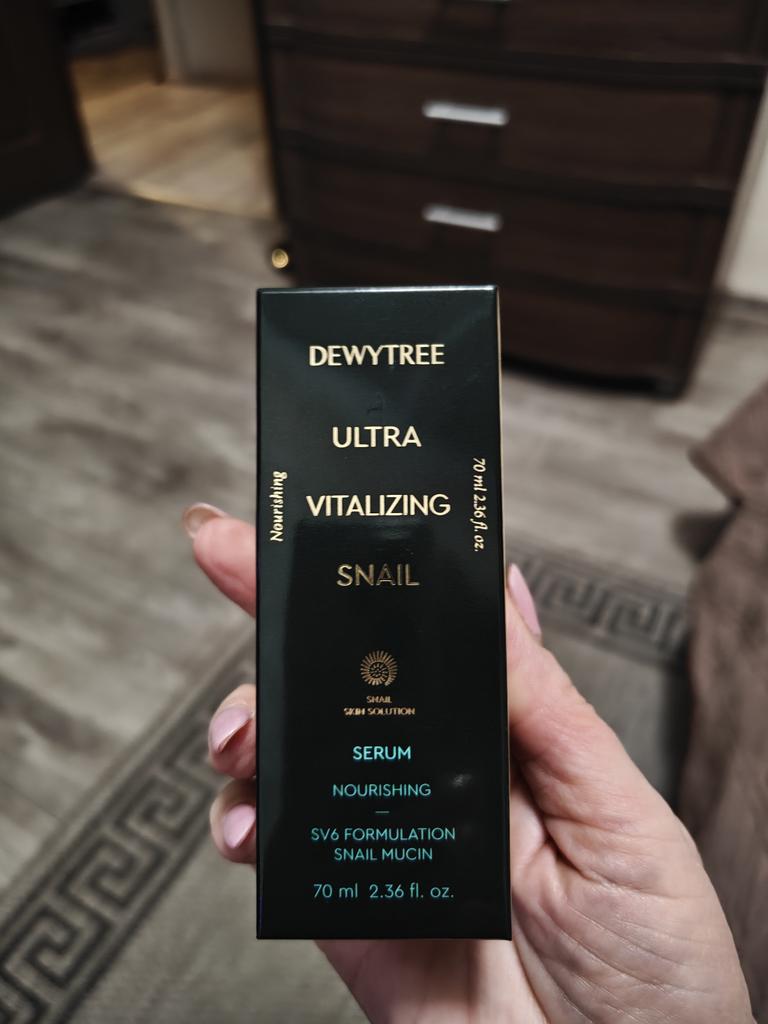 DEWYTREE
ULTRA
VITALIZING
SNAIL
Nourishing
70 ml 2.36 fl. oz.
SNAIL
SKIN SOLUTION
SERUM
NOURISHING
SV6 FORMULATION
SNAIL MUCIN
70 ml 2.36 fl. oz.